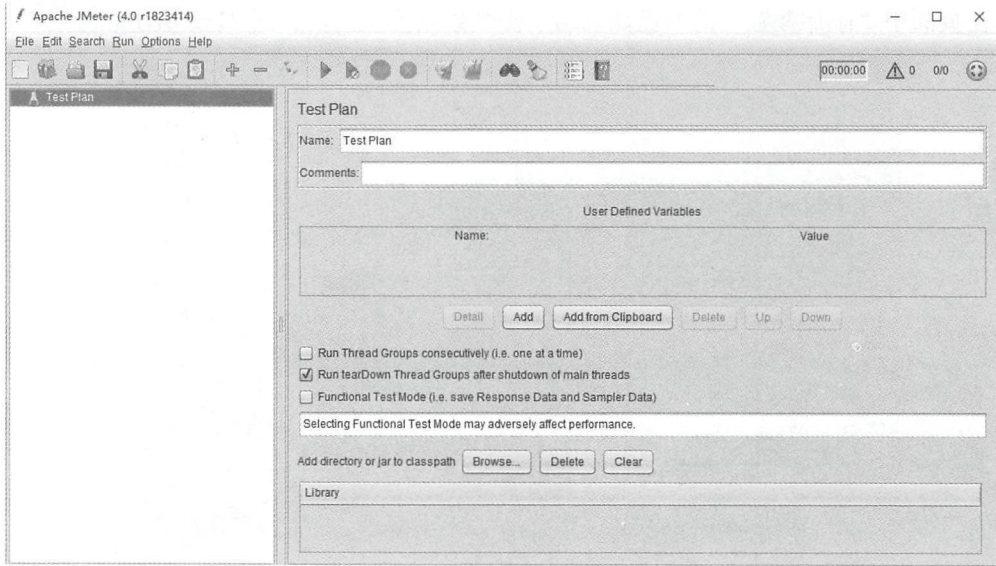 Apache JMeter (4.0 r1823414)
File Edit Search Run Options Help
00:00:00 0 0/0
Test Plan
Test Plan
Name: Test Plan
Comments:
User Defined Variables
Name: Value
Detail Add Add from Clipboard Delete Up Down
Run Thread Groups consecutively (i.e. one at a time)
Run tearDown Thread Groups after shutdown of main threads
Functional Test Mode (i.e. save Response Data and Sampler Data)
Selecting Functional Test Mode may adversely affect performance.
Add directory or jar to classpath Browse... Delete Clear
Library